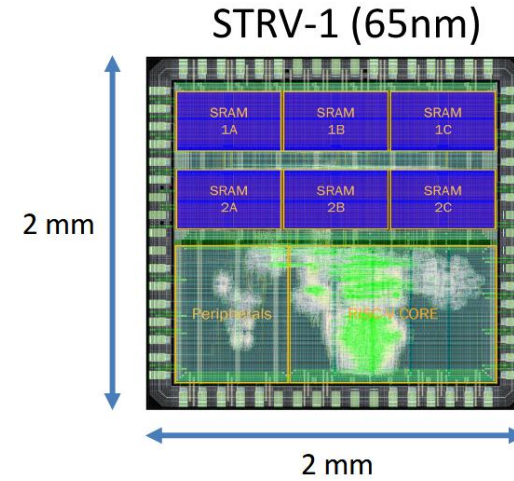 STRV-1 (65nm)
SRAM
1A
SRAM
1B
SRAM
1C
SRAM
2A
SRAM
2B
SRAM
2C
2 mm
Peripherals
CORE
2 mm